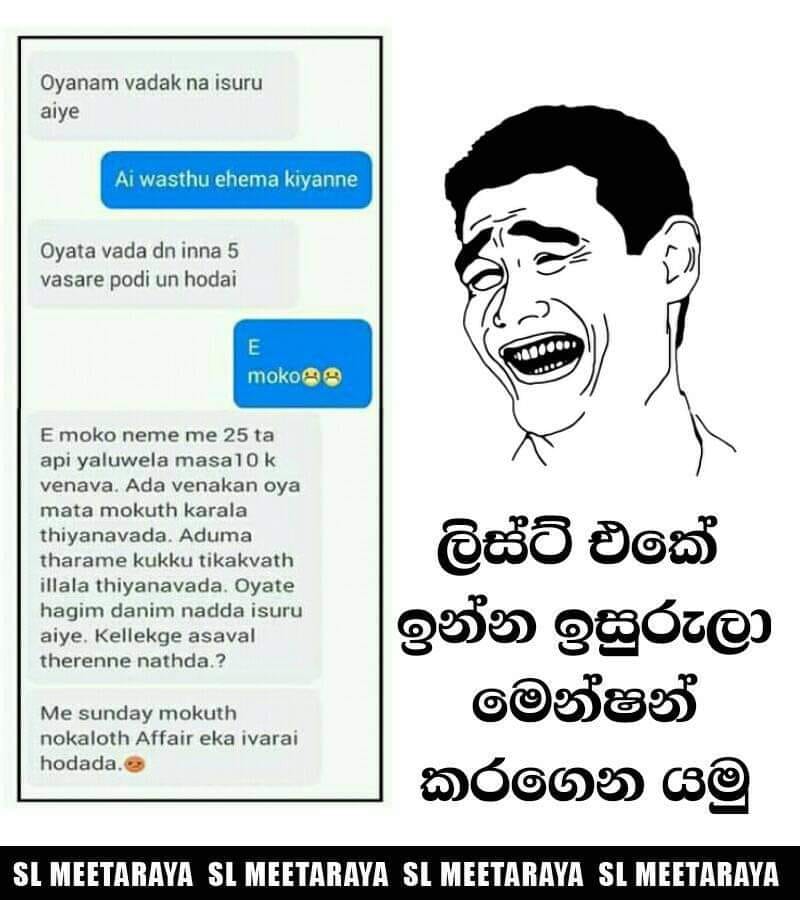 Oyanam vadak na isuru
aiye
Ai wasthu ehema kiyanne
Oyata vada dn inna 5
vasare podi un hodai
E
moko😬😬
E moko neme me 25 ta
api yaluwela masa10 k
venava. Ada venakan oya
mata mokuth karala
thiyanavada. Aduma
tharame kukku tikakvath
illala thiyanavada. Oyate
hagim danim nadda isuru
aiye. Kellekge asaval
therenne nathda.?
Me sunday mokuth
nokaloth Affair eka ivarai
hodada.😡
ලිස්ට් එකේ
ඉන්න ඉසුරුලා
මෙන්ෂන්
කරගෙන යමු
SL MEETARAYA SL MEETARAYA SL MEETARAYA SL MEETARAYA